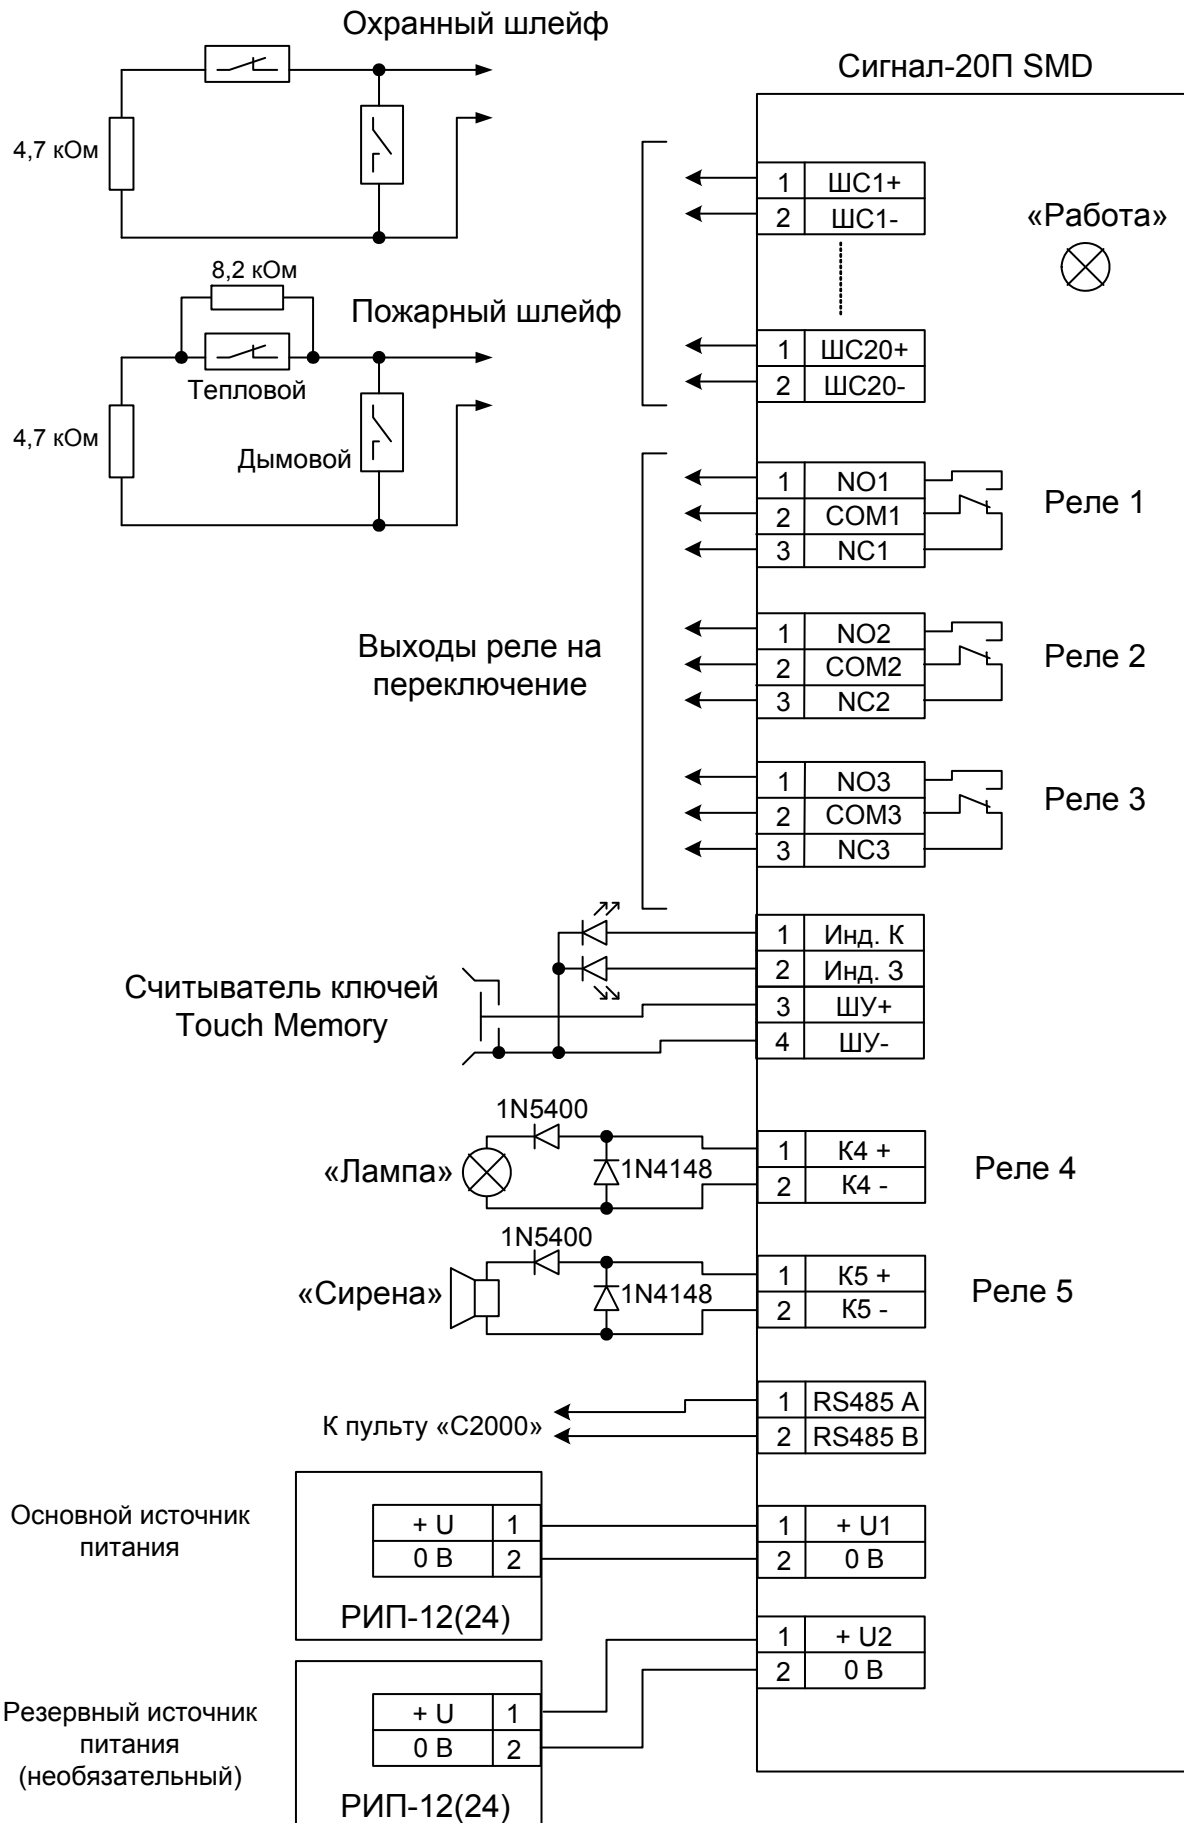 Охранный шлейф
Сигнал-20П SMD
4,7 кОм
1 ШС1+
2 ШС1-
«Работа»
8,2 кОм
Пожарный шлейф
Тепловой
4,7 кОм
Дымовой
1 ШС20+
2 ШС20-
1 NO1
2 COM1
3 NC1
Реле 1
Выходы реле на
переключение
1 NO2
2 COM2
3 NC2
Реле 2
1 NO3
2 COM3
3 NC3
Реле 3
Считыватель ключей
Touch Memory
1 Инд. К
2 Инд. З
3 ШУ+
4 ШУ-
1N5400
«Лампа»
1N4148
1 К4 +
2 К4 -
Реле 4
1N5400
«Сирена»
1N4148
1 К5 +
2 К5 -
Реле 5
К пульту «С2000»
1 RS485 A
2 RS485 B
Основной источник
питания
+ U 1
0 В 2
РИП-12(24)
1 + U1
2 0 В
1 + U2
2 0 В
Резервный источник
питания
(необязательный)
+ U 1
0 В 2
РИП-12(24)